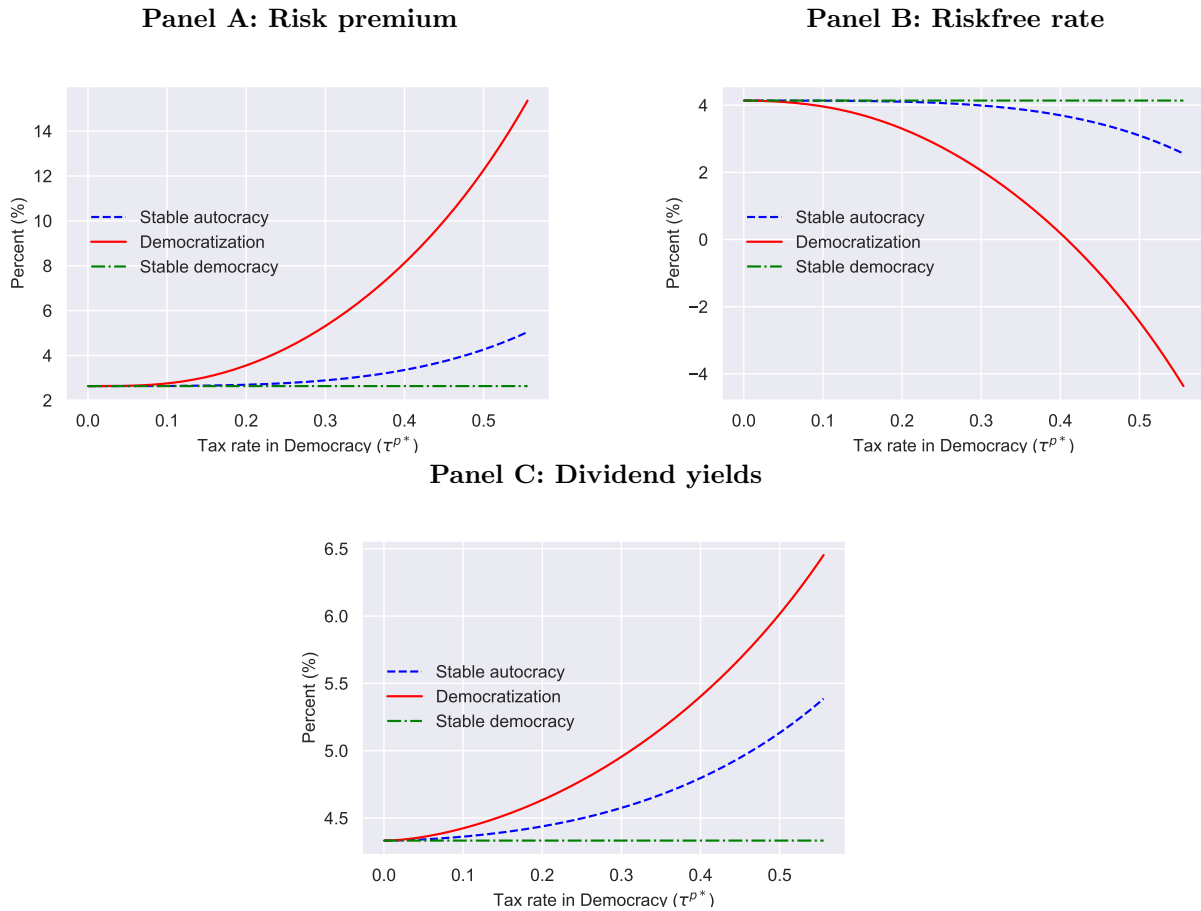 Panel A: Risk premium
Percent (%)
14
12
10
8
6
4
2
Stable autocracy
Democratization
Stable democracy
0.0 0.1 0.2 0.3 0.4 0.5
Tax rate in Democracy (τ^{p*})
Panel B: Riskfree rate
Percent (%)
4
2
0
−2
−4
Stable autocracy
Democratization
Stable democracy
0.0 0.1 0.2 0.3 0.4 0.5
Tax rate in Democracy (τ^{p*})
Panel C: Dividend yields
Percent (%)
6.5
6.0
5.5
5.0
4.5
Stable autocracy
Democratization
Stable democracy
0.0 0.1 0.2 0.3 0.4 0.5
Tax rate in Democracy (τ^{p*})